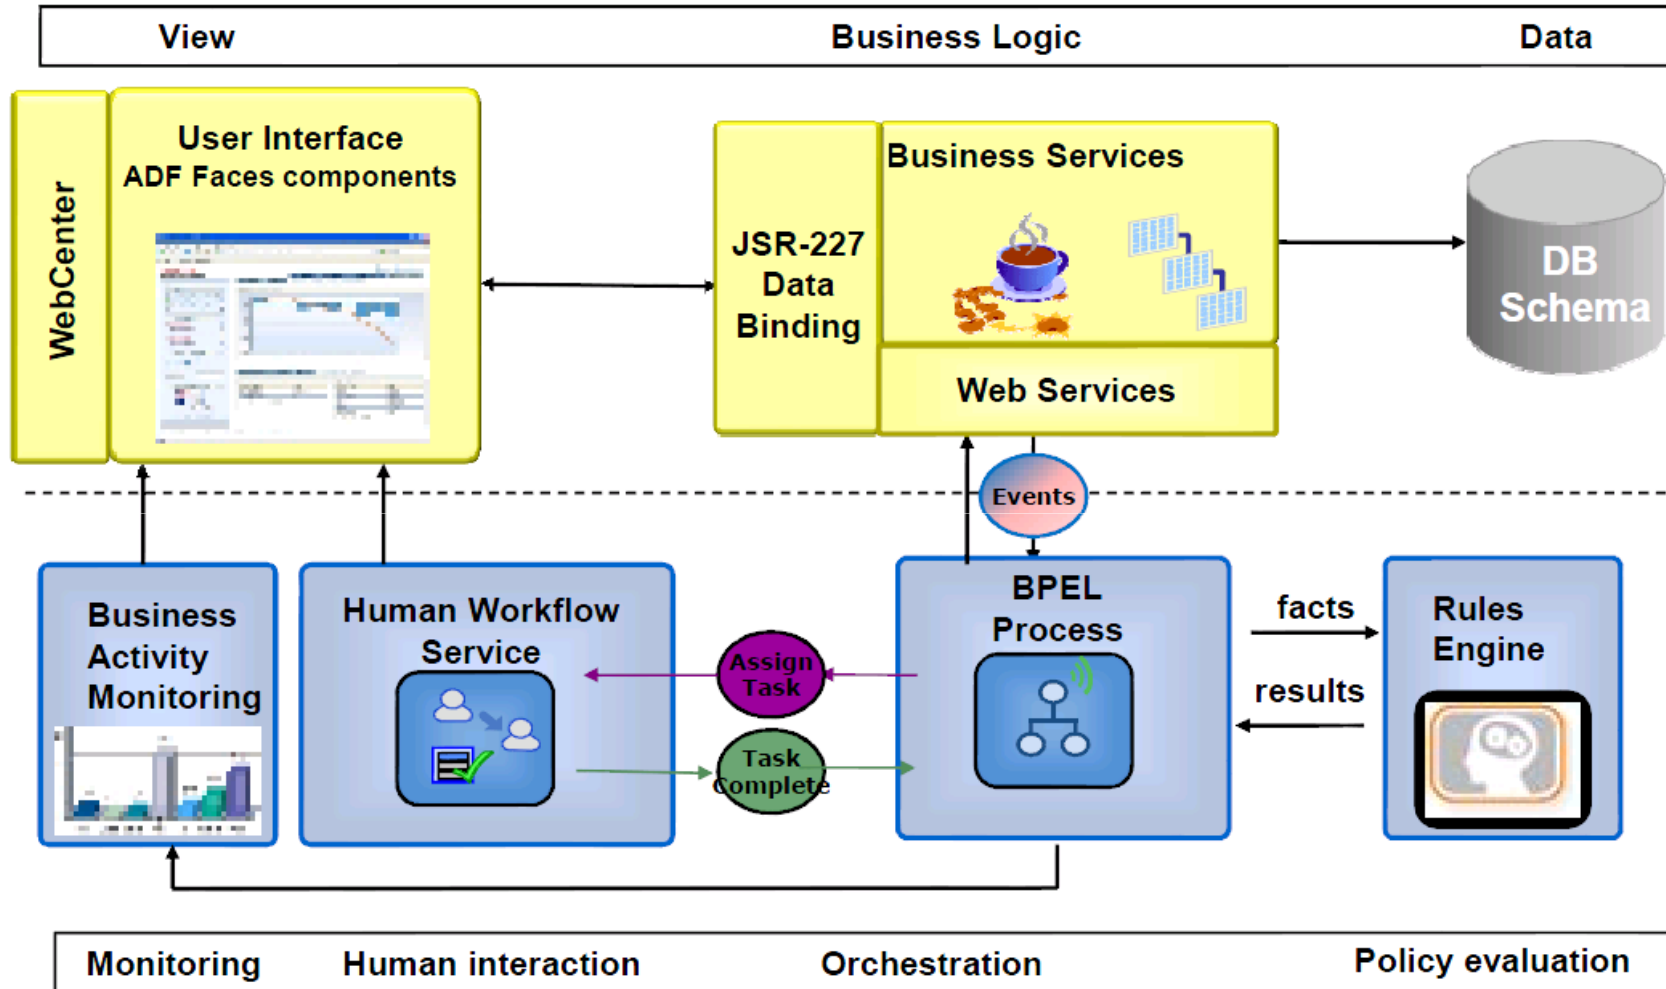 View
Business Logic
Data
WebCenter
User Interface
ADF Faces components
JSR-227
Data
Binding
Business Services
Web Services
DB
Schema
Events
Business
Activity
Monitoring
Human Workflow
Service
Assign
Task
Task
Complete
BPEL
Process
facts
results
Rules
Engine
Monitoring
Human interaction
Orchestration
Policy evaluation